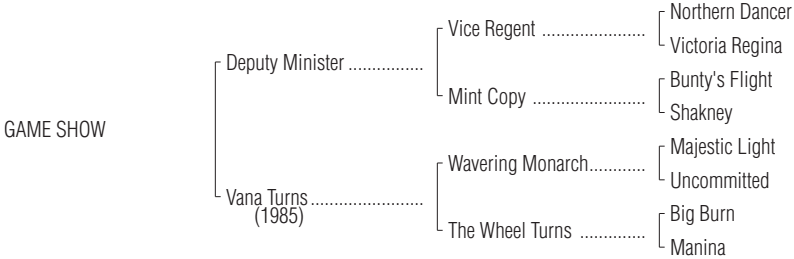 Northern Dancer
Vice Regent ......................
Victoria Regina
Deputy Minister ................
Bunty's Flight
Mint Copy ........................
Shakney
GAME SHOW
Majestic Light
Wavering Monarch............
Uncommitted
Vana Turns ........................
(1985)
Big Burn
The Wheel Turns ..............
Manina